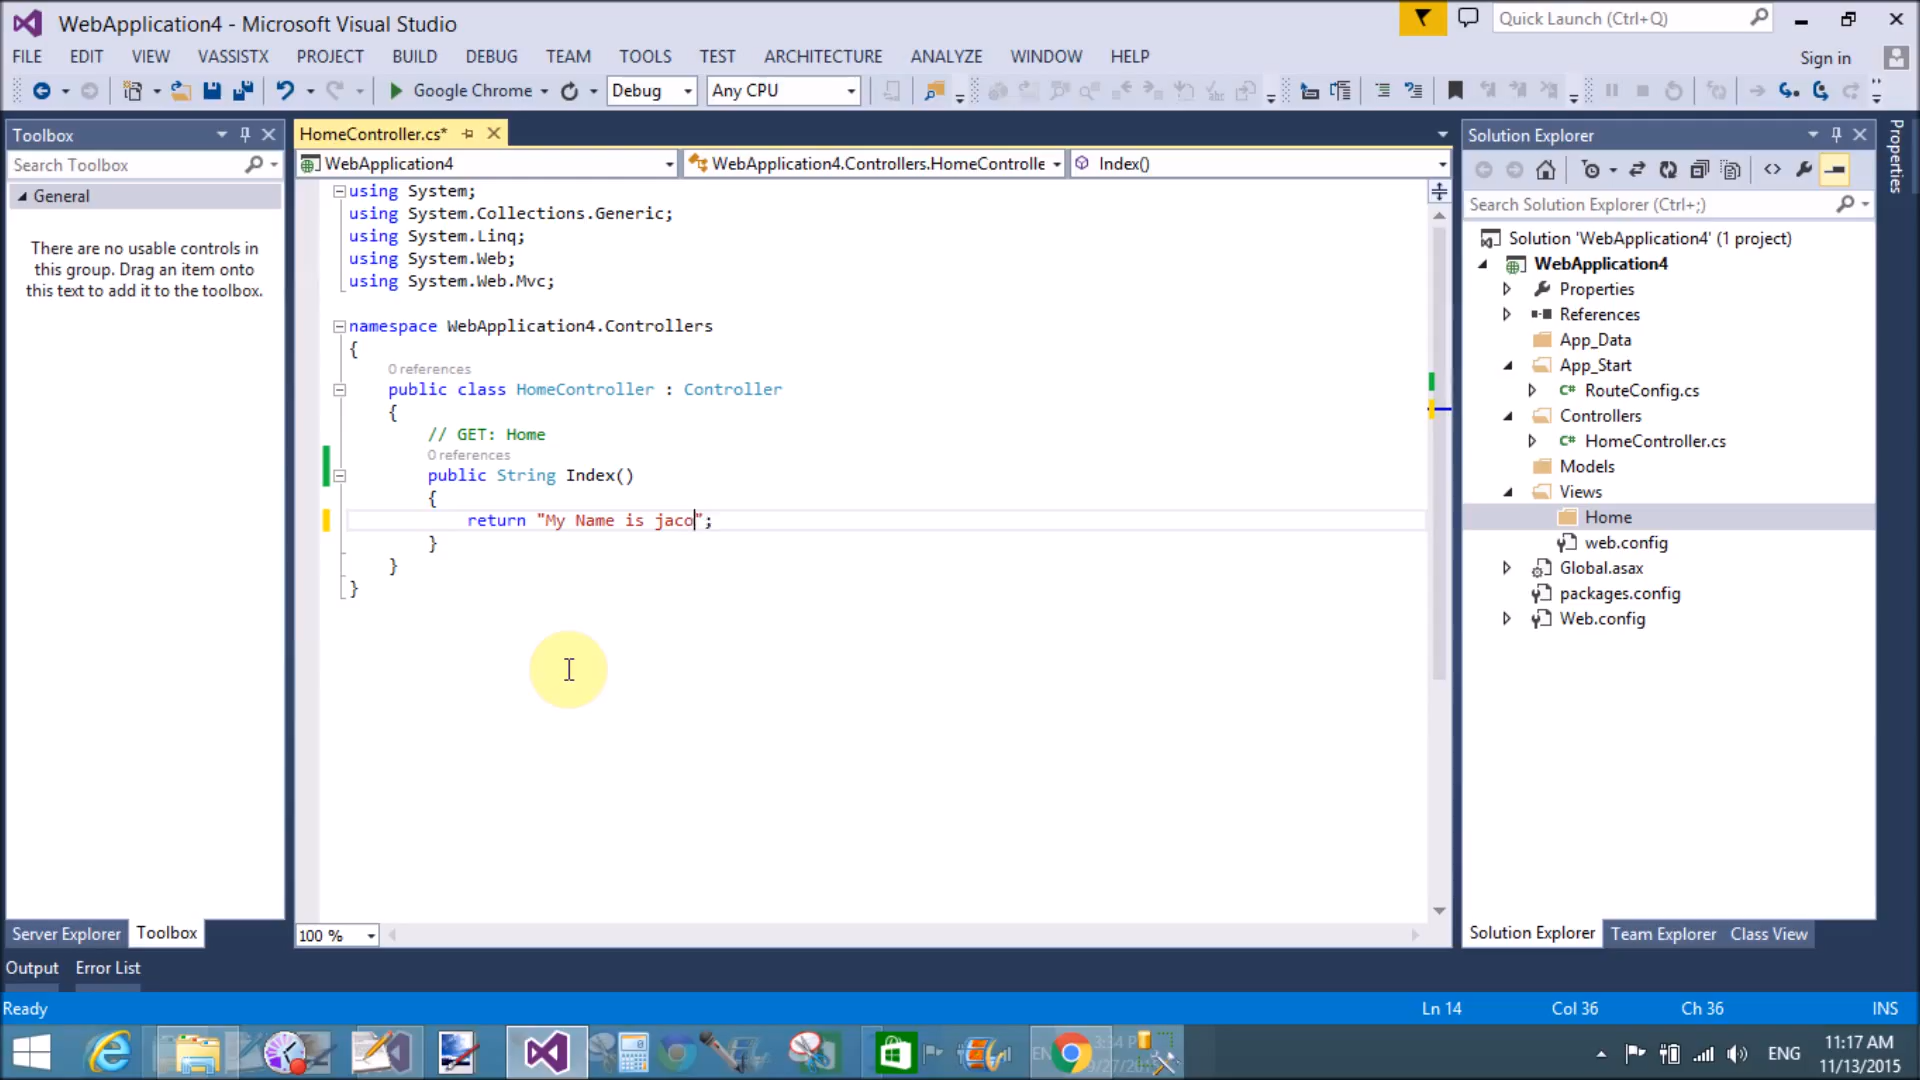 WebApplication4 - Microsoft Visual Studio
Quick Launch (Ctrl+Q)
FILE EDIT VIEW VASSISTX PROJECT BUILD DEBUG TEAM TOOLS TEST ARCHITECTURE ANALYZE WINDOW HELP
Sign in
Google Chrome Debug Any CPU
Toolbox
Search Toolbox
General
There are no usable controls in
this group. Drag an item onto
this text to add it to the toolbox.
Server Explorer Toolbox
HomeController.cs*
WebApplication4 WebApplication4.Controllers.HomeControlle Index()
using System;
using System.Collections.Generic;
using System.Linq;
using System.Web;
using System.Web.Mvc;
namespace WebApplication4.Controllers
{
0 references
public class HomeController : Controller
{
// GET: Home
0 references
public String Index()
{
return "My Name is jaco";
}
}
}
100 %
Solution Explorer
Search Solution Explorer (Ctrl+;)
Solution 'WebApplication4' (1 project)
WebApplication4
Properties
References
App_Data
App_Start
C# RouteConfig.cs
Controllers
C# HomeController.cs
Models
Views
Home
web.config
Global.asax
packages.config
Web.config
Solution Explorer Team Explorer Class View
Properties
Output Error List
Ready
Ln 14 Col 36 Ch 36 INS
ENG
11:17 AM
11/13/2015